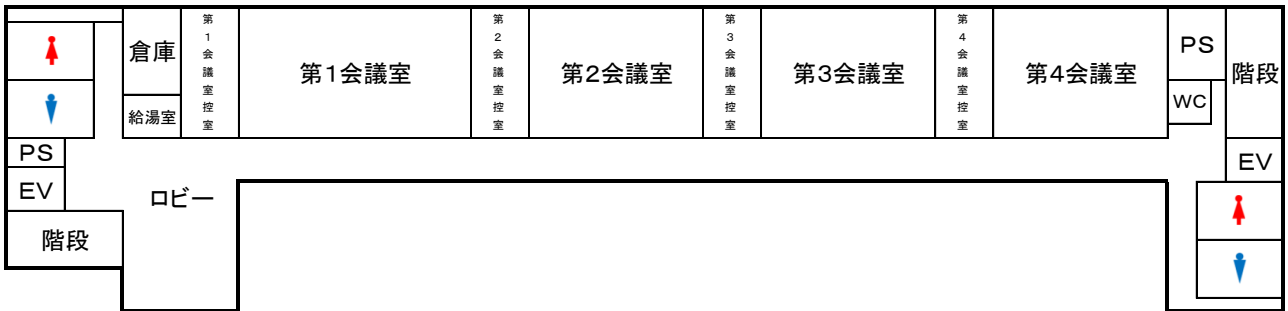 倉庫
給湯室
第1会議室控室
第1会議室
第2会議室控室
第2会議室
第3会議室控室
第3会議室
第4会議室控室
第4会議室
PS
WC
階段
PS
EV
階段
ロビー
EV